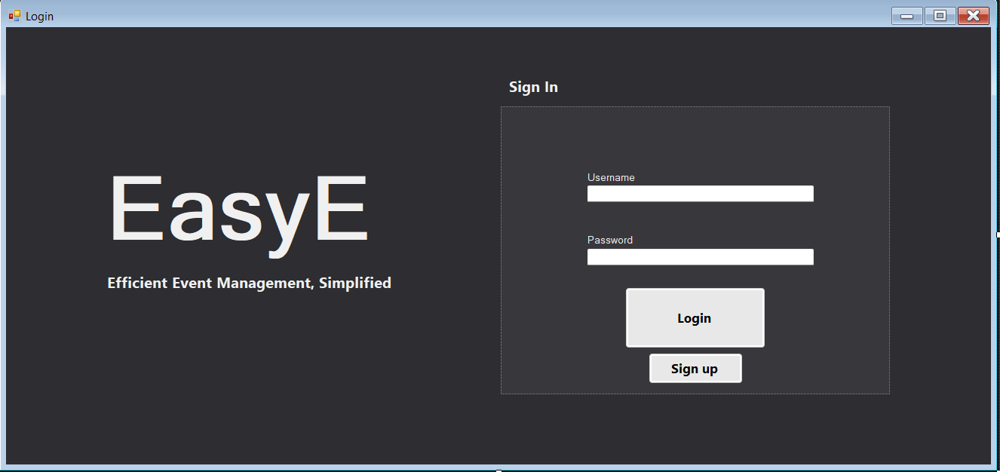 Login
Sign In
EasyE
Efficient Event Management, Simplified
Username
Password
Login
Sign up